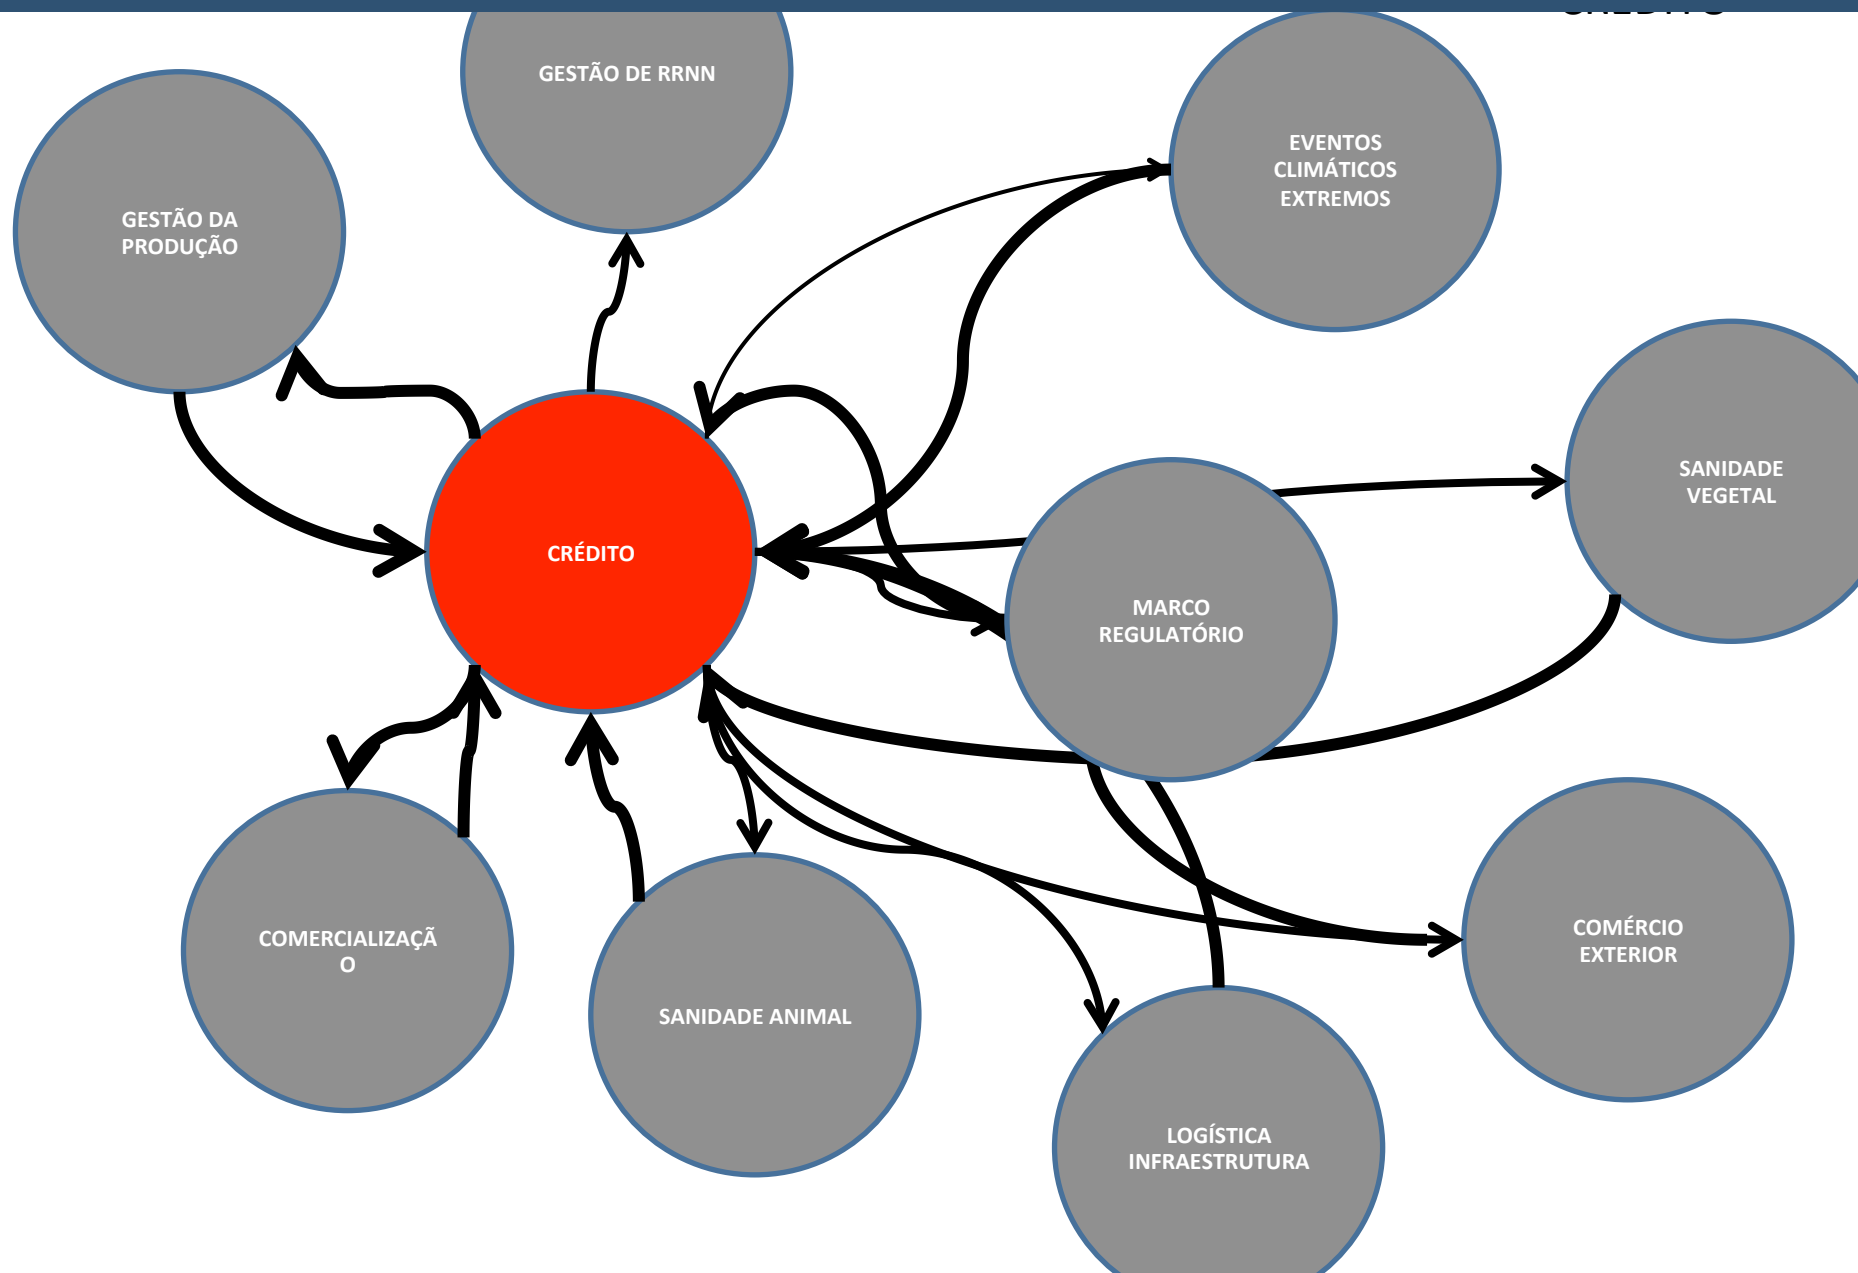 GESTÃO DE RRNN
EVENTOS
CLIMÁTICOS
EXTREMOS
GESTÃO DA
PRODUÇÃO
SANIDADE
VEGETAL
CRÉDITO
MARCO
REGULATÓRIO
COMERCIALIZAÇÃ
O
COMÉRCIO
EXTERIOR
SANIDADE ANIMAL
LOGÍSTICA
INFRAESTRUTURA